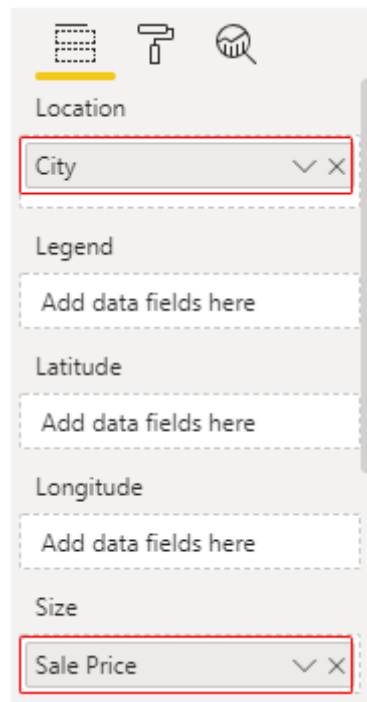 Location
City
Legend
Add data fields here
Latitude
Add data fields here
Longitude
Add data fields here
Size
Sale Price